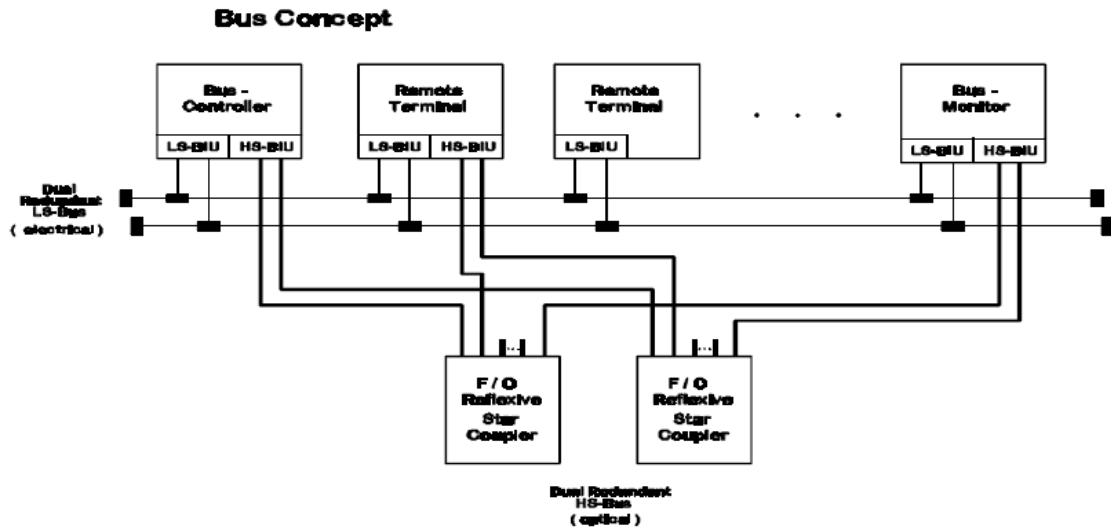 Bus Concept
Bus -
Controller
LS-BIU
HS-BIU
Remote
Terminal
LS-BIU
HS-BIU
Remote
Terminal
LS-BIU
. . .
Bus -
Monitor
LS-BIU
HS-BIU
Dual
Redundant
LS-Bus
( electrical )
F / O
Reflexive
Star
Coupler
F / O
Reflexive
Star
Coupler
Dual Redundant
HS-Bus
( optical )